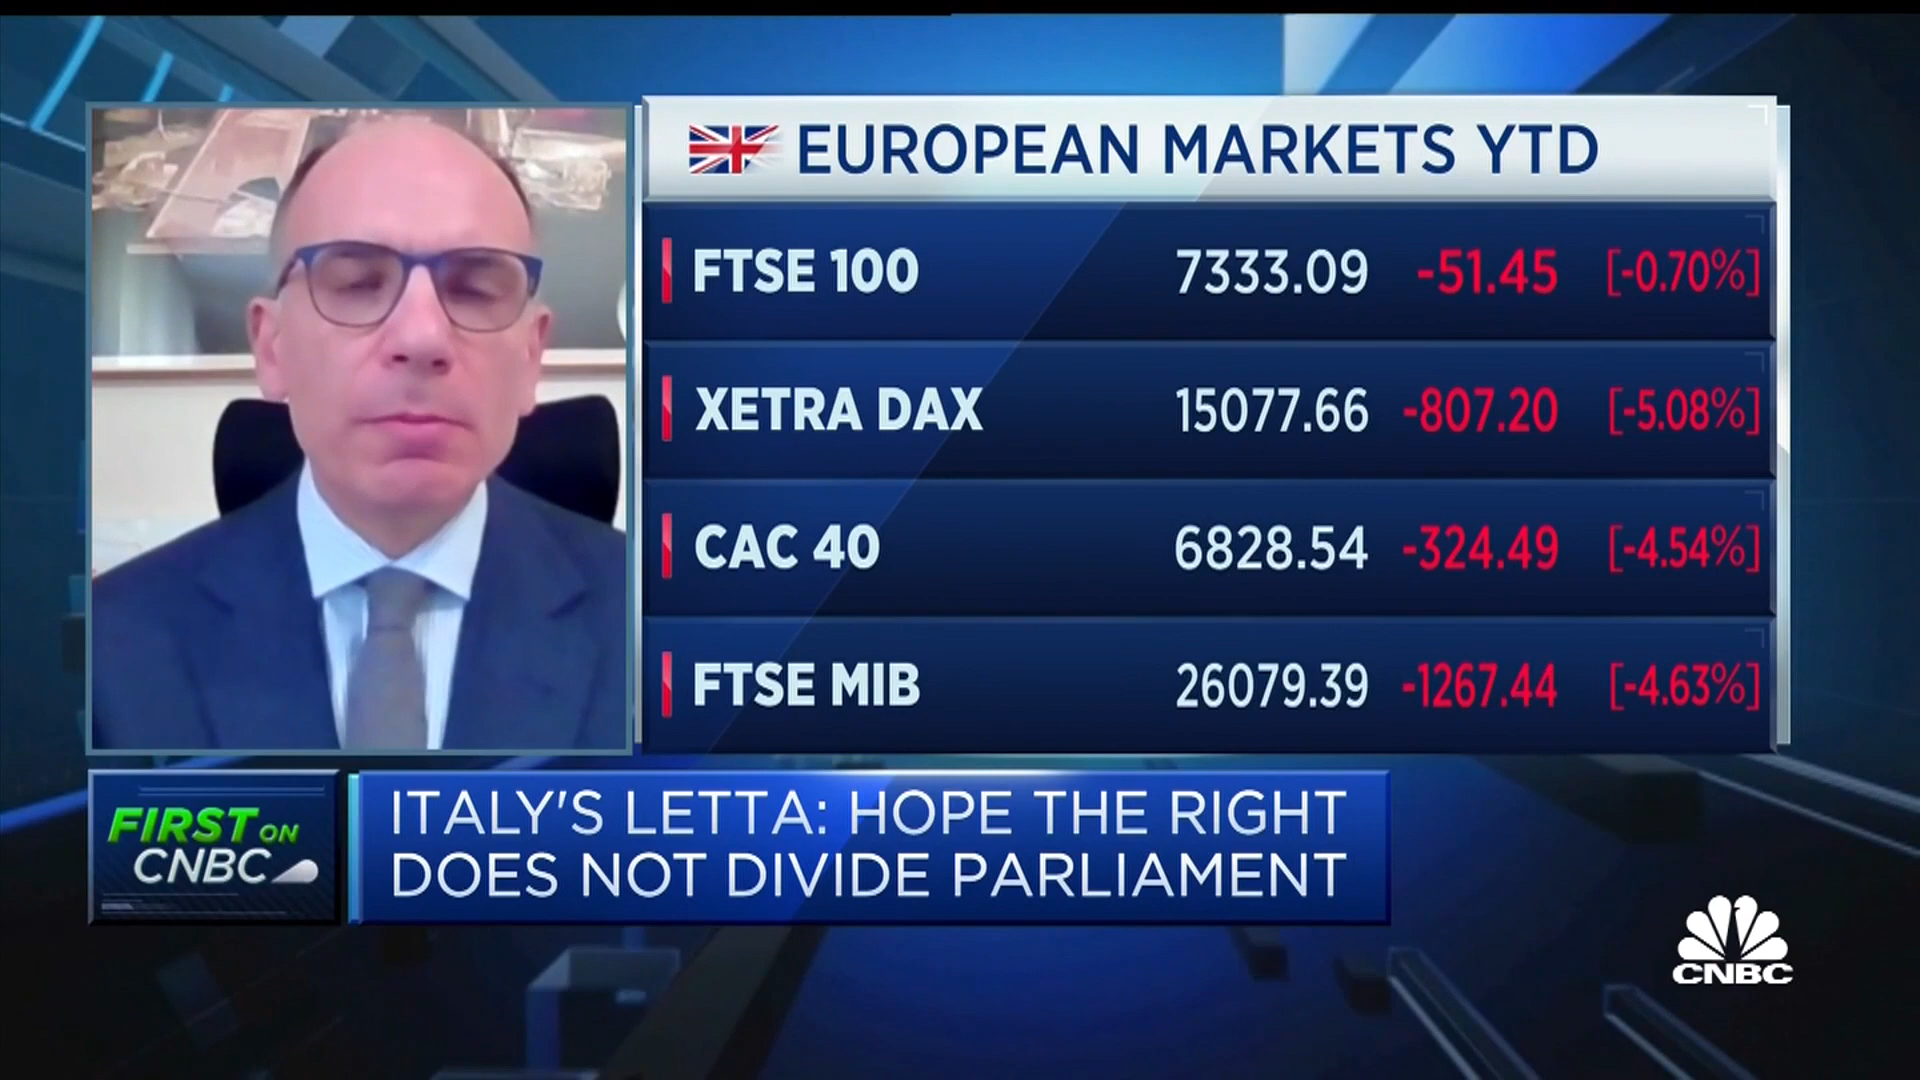 EUROPEAN MARKETS YTD
FTSE 100 7333.09 -51.45 [-0.70%]
XETRA DAX 15077.66 -807.20 [-5.08%]
CAC 40 6828.54 -324.49 [-4.54%]
FTSE MIB 26079.39 -1267.44 [-4.63%]
FIRST ON
CNBC
ITALY'S LETTA: HOPE THE RIGHT
DOES NOT DIVIDE PARLIAMENT
CNBC